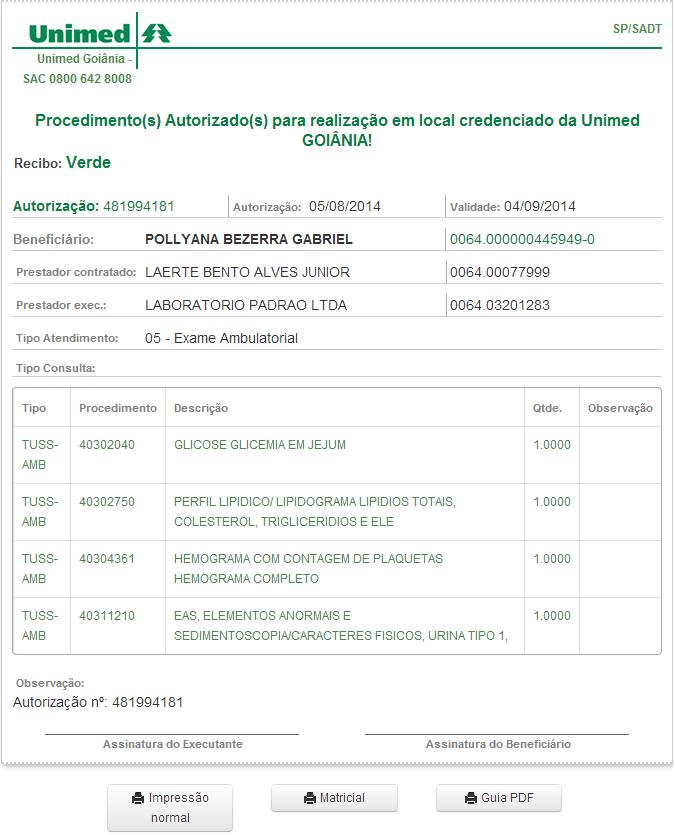 Unimed
SP/SADT
Unimed Goiânia -
SAC 0800 642 8008
Procedimento(s) Autorizado(s) para realização em local credenciado da Unimed
GOIÂNIA!
Recibo: Verde
Autorização: 481994181 Autorização: 05/08/2014 Validade: 04/09/2014
Beneficiário: POLLYANA BEZERRA GABRIEL 0064.000000445949-0
Prestador contratado: LAERTE BENTO ALVES JUNIOR 0064.00077999
Prestador exec.: LABORATORIO PADRAO LTDA 0064.03201283
Tipo Atendimento: 05 - Exame Ambulatorial
Tipo Consulta:
Tipo Procedimento Descrição Qtde. Observação
TUSS- 40302040 GLICOSE GLICEMIA EM JEJUM 1.0000
AMB
TUSS- 40302750 PERFIL LIPIDICO/ LIPIDOGRAMA LIPIDIOS TOTAIS, 1.0000
AMB COLESTEROL, TRIGLICERIDIOS E ELE
TUSS- 40304361 HEMOGRAMA COM CONTAGEM DE PLAQUETAS 1.0000
AMB HEMOGRAMA COMPLETO
TUSS- 40311210 EAS, ELEMENTOS ANORMAIS E 1.0000
AMB SEDIMENTOSCOPIA/CARACTERES FISICOS, URINA TIPO 1,
Observação:
Autorização nº: 481994181
Assinatura do Executante Assinatura do Beneficiário
Impressão Matricial Guia PDF
normal